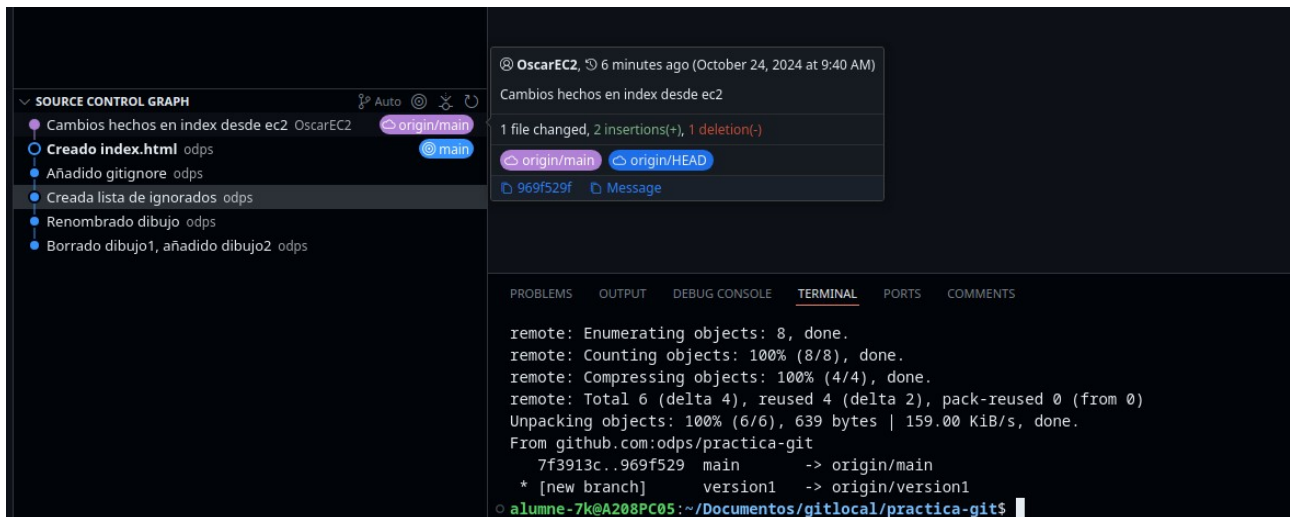 OscarEC2, 6 minutes ago (October 24, 2024 at 9:40 AM)
Cambios hechos en index desde ec2
1 file changed, 2 insertions(+), 1 deletion(-)
origin/main origin/HEAD
969f529f Message
SOURCE CONTROL GRAPH Auto
Cambios hechos en index desde ec2 OscarEC2 origin/main
Creado index.html odps main
Añadido gitignore odps
Creada lista de ignorados odps
Renombrado dibujo odps
Borrado dibujo1, añadido dibujo2 odps
PROBLEMS OUTPUT DEBUG CONSOLE TERMINAL PORTS COMMENTS
remote: Enumerating objects: 8, done.
remote: Counting objects: 100% (8/8), done.
remote: Compressing objects: 100% (4/4), done.
remote: Total 6 (delta 4), reused 4 (delta 2), pack-reused 0 (from 0)
Unpacking objects: 100% (6/6), 639 bytes | 159.00 KiB/s, done.
From github.com:odps/practica-git
7f3913c..969f529 main -> origin/main
* [new branch] version1 -> origin/version1
alumne-7k@A208PC05:~/Documentos/gitlocal/practica-git$